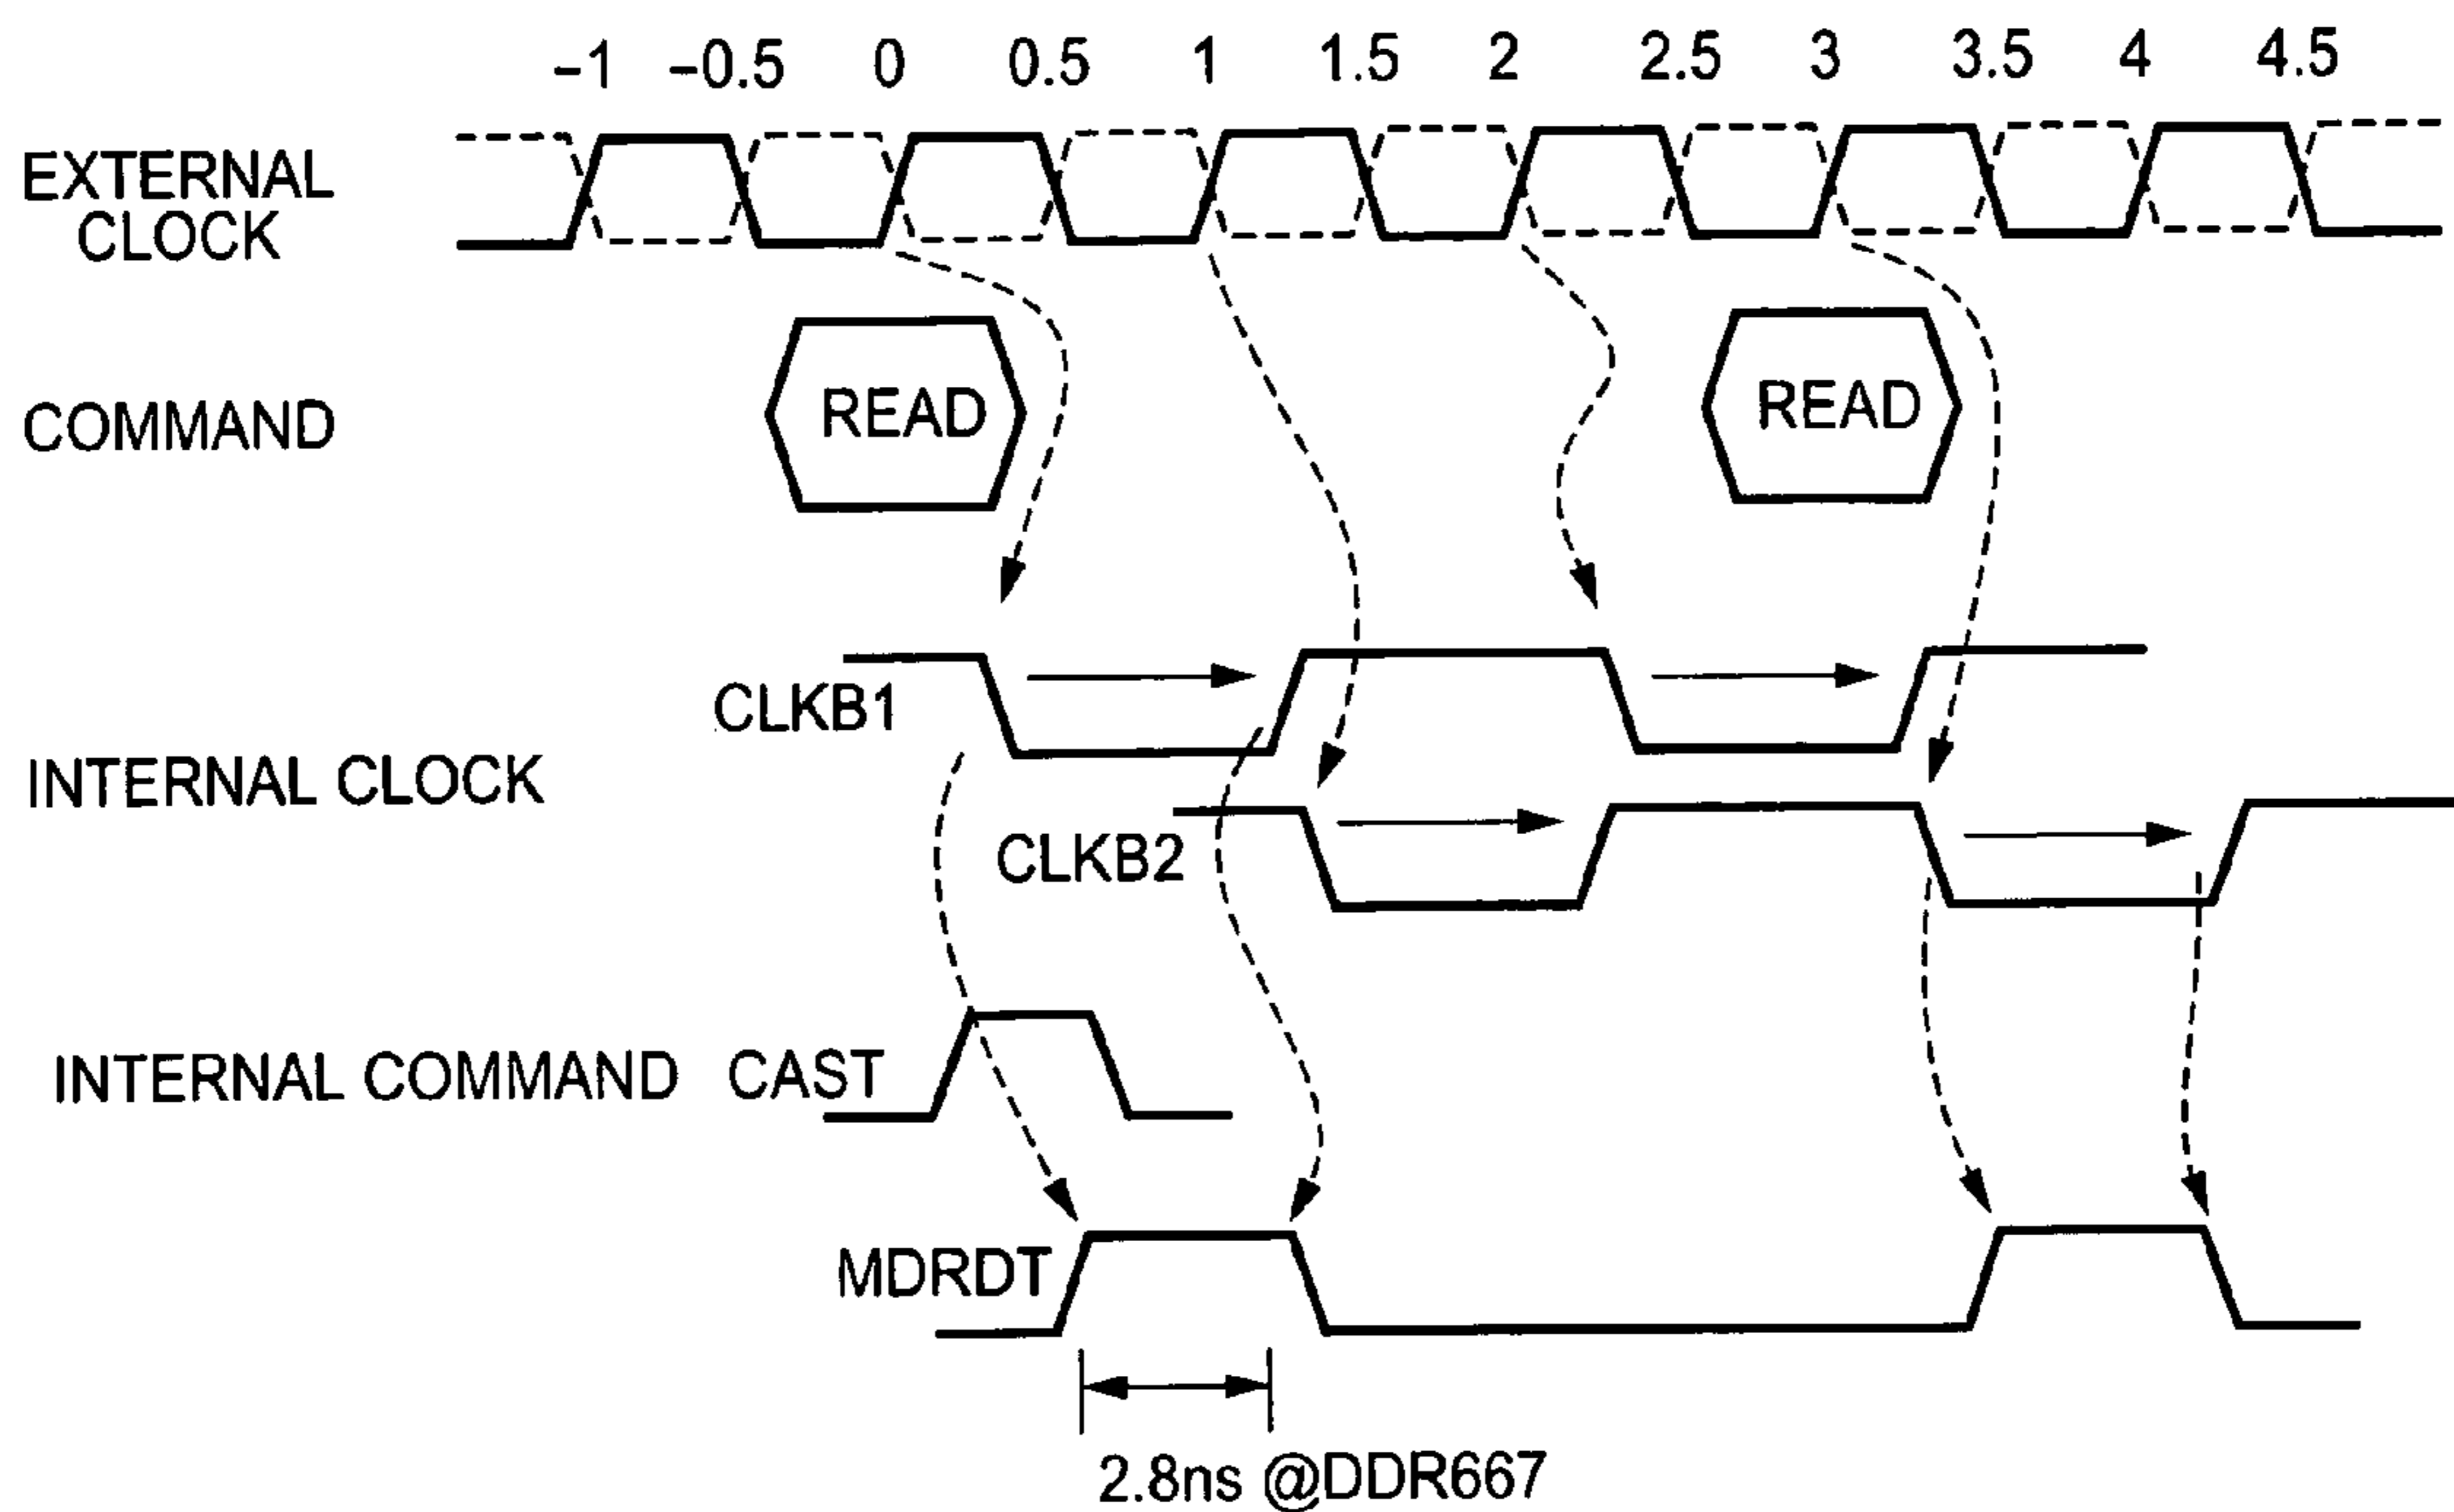 -1 -0.5 0 0.5 1 1.5 2 2.5 3 3.5 4 4.5
EXTERNAL
CLOCK
COMMAND
READ
READ
CLKB1
INTERNAL CLOCK
CLKB2
INTERNAL COMMAND CAST
MDRDT
2.8ns @DDR667